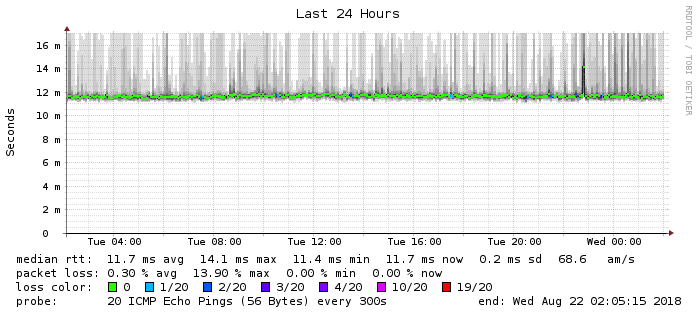 Last 24 Hours
RRDTOOL / TOBI OETIKER
Seconds
16 m
14 m
12 m
10 m
8 m
6 m
4 m
2 m
0
Tue 04:00 Tue 08:00 Tue 12:00 Tue 16:00 Tue 20:00 Wed 00:00
median rtt: 11.7 ms avg 14.1 ms max 11.4 ms min 11.7 ms now 0.2 ms sd 68.6 am/s
packet loss: 0.30 % avg 13.90 % max 0.00 % min 0.00 % now
loss color: 0 1/20 2/20 3/20 4/20 10/20 19/20
probe: 20 ICMP Echo Pings (56 Bytes) every 300s end: Wed Aug 22 02:05:15 2018